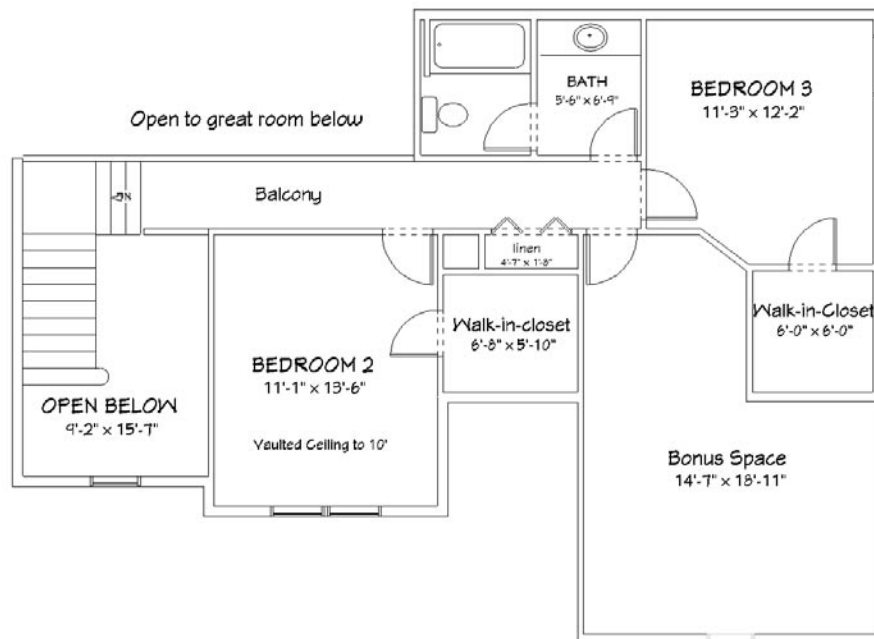 BATH
5'-6" x 6'-9"
BEDROOM 3
11'-3" x 12'-2"
Open to great room below
DN
Balcony
linen
4'-7" x 1'-8"
Walk-in-closet
6'-8" x 5'-10"
Walk-in-Closet
6'-0" x 6'-0"
BEDROOM 2
11'-1" x 13'-6"
OPEN BELOW
9'-2" x 15'-7"
Vaulted Ceiling to 10'
Bonus Space
14'-7" x 18'-11"